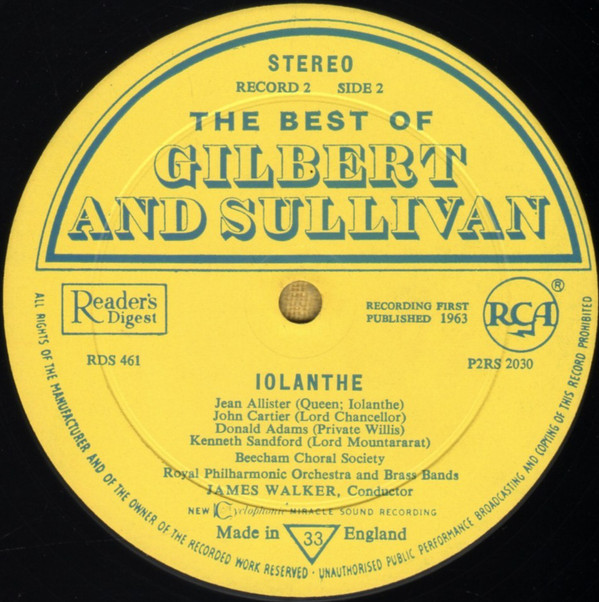 STEREO
RECORD 2 SIDE 2
THE BEST OF
GILBERT
AND SULLIVAN
Reader's
Digest
RECORDING FIRST
PUBLISHED 1963
RCA®
RDS 461
P2RS 2030
IOLANTHE
Jean Allister (Queen; Iolanthe)
John Cartier (Lord Chancellor)
Donald Adams (Private Willis)
Kenneth Sandford (Lord Mountararat)
Beecham Choral Society
Royal Philharmonic Orchestra and Brass Bands
JAMES WALKER, Conductor
NEW Cyclophonic MIRACLE SOUND RECORDING
Made in 33 England
ALL RIGHTS OF THE MANUFACTURER AND OF THE OWNER OF THE RECORDED WORK RESERVED · UNAUTHORISED PUBLIC PERFORMANCE BROADCASTING AND COPYING OF THIS RECORD PROHIBITED